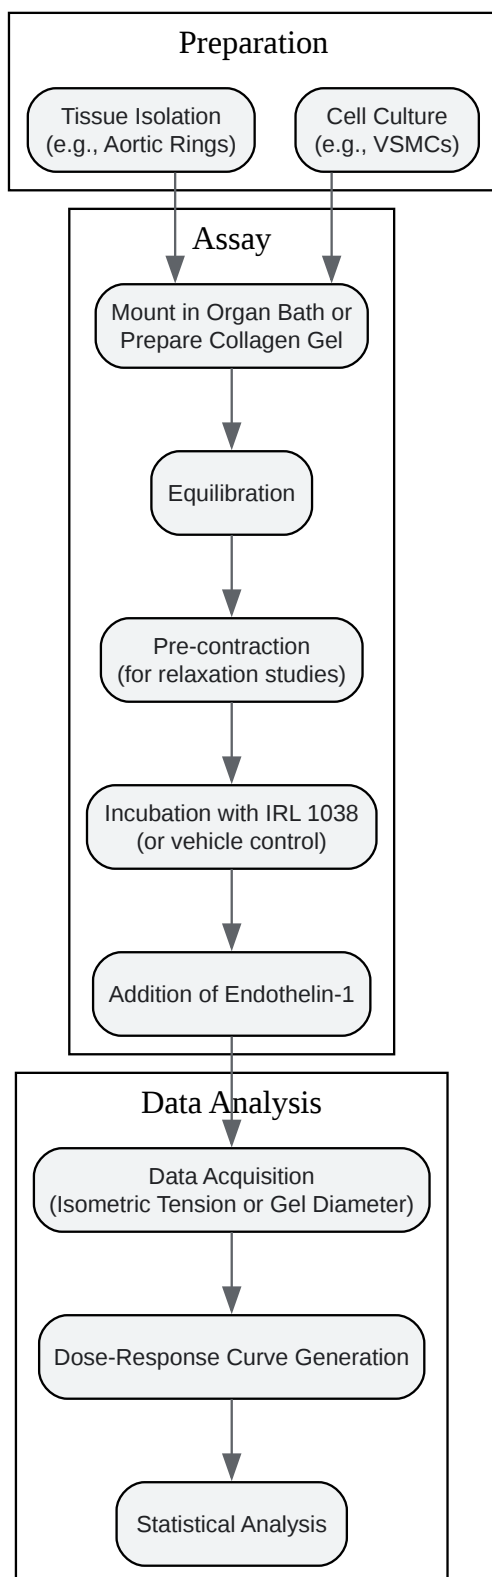 Preparation
Tissue Isolation
(e.g., Aortic Rings)
Cell Culture
(e.g., VSMCs)
Assay
Mount in Organ Bath or
Prepare Collagen Gel
Equilibration
Pre-contraction
(for relaxation studies)
Incubation with IRL 1038
(or vehicle control)
Addition of Endothelin-1
Data Analysis
Data Acquisition
(Isometric Tension or Gel Diameter)
Dose-Response Curve Generation
Statistical Analysis